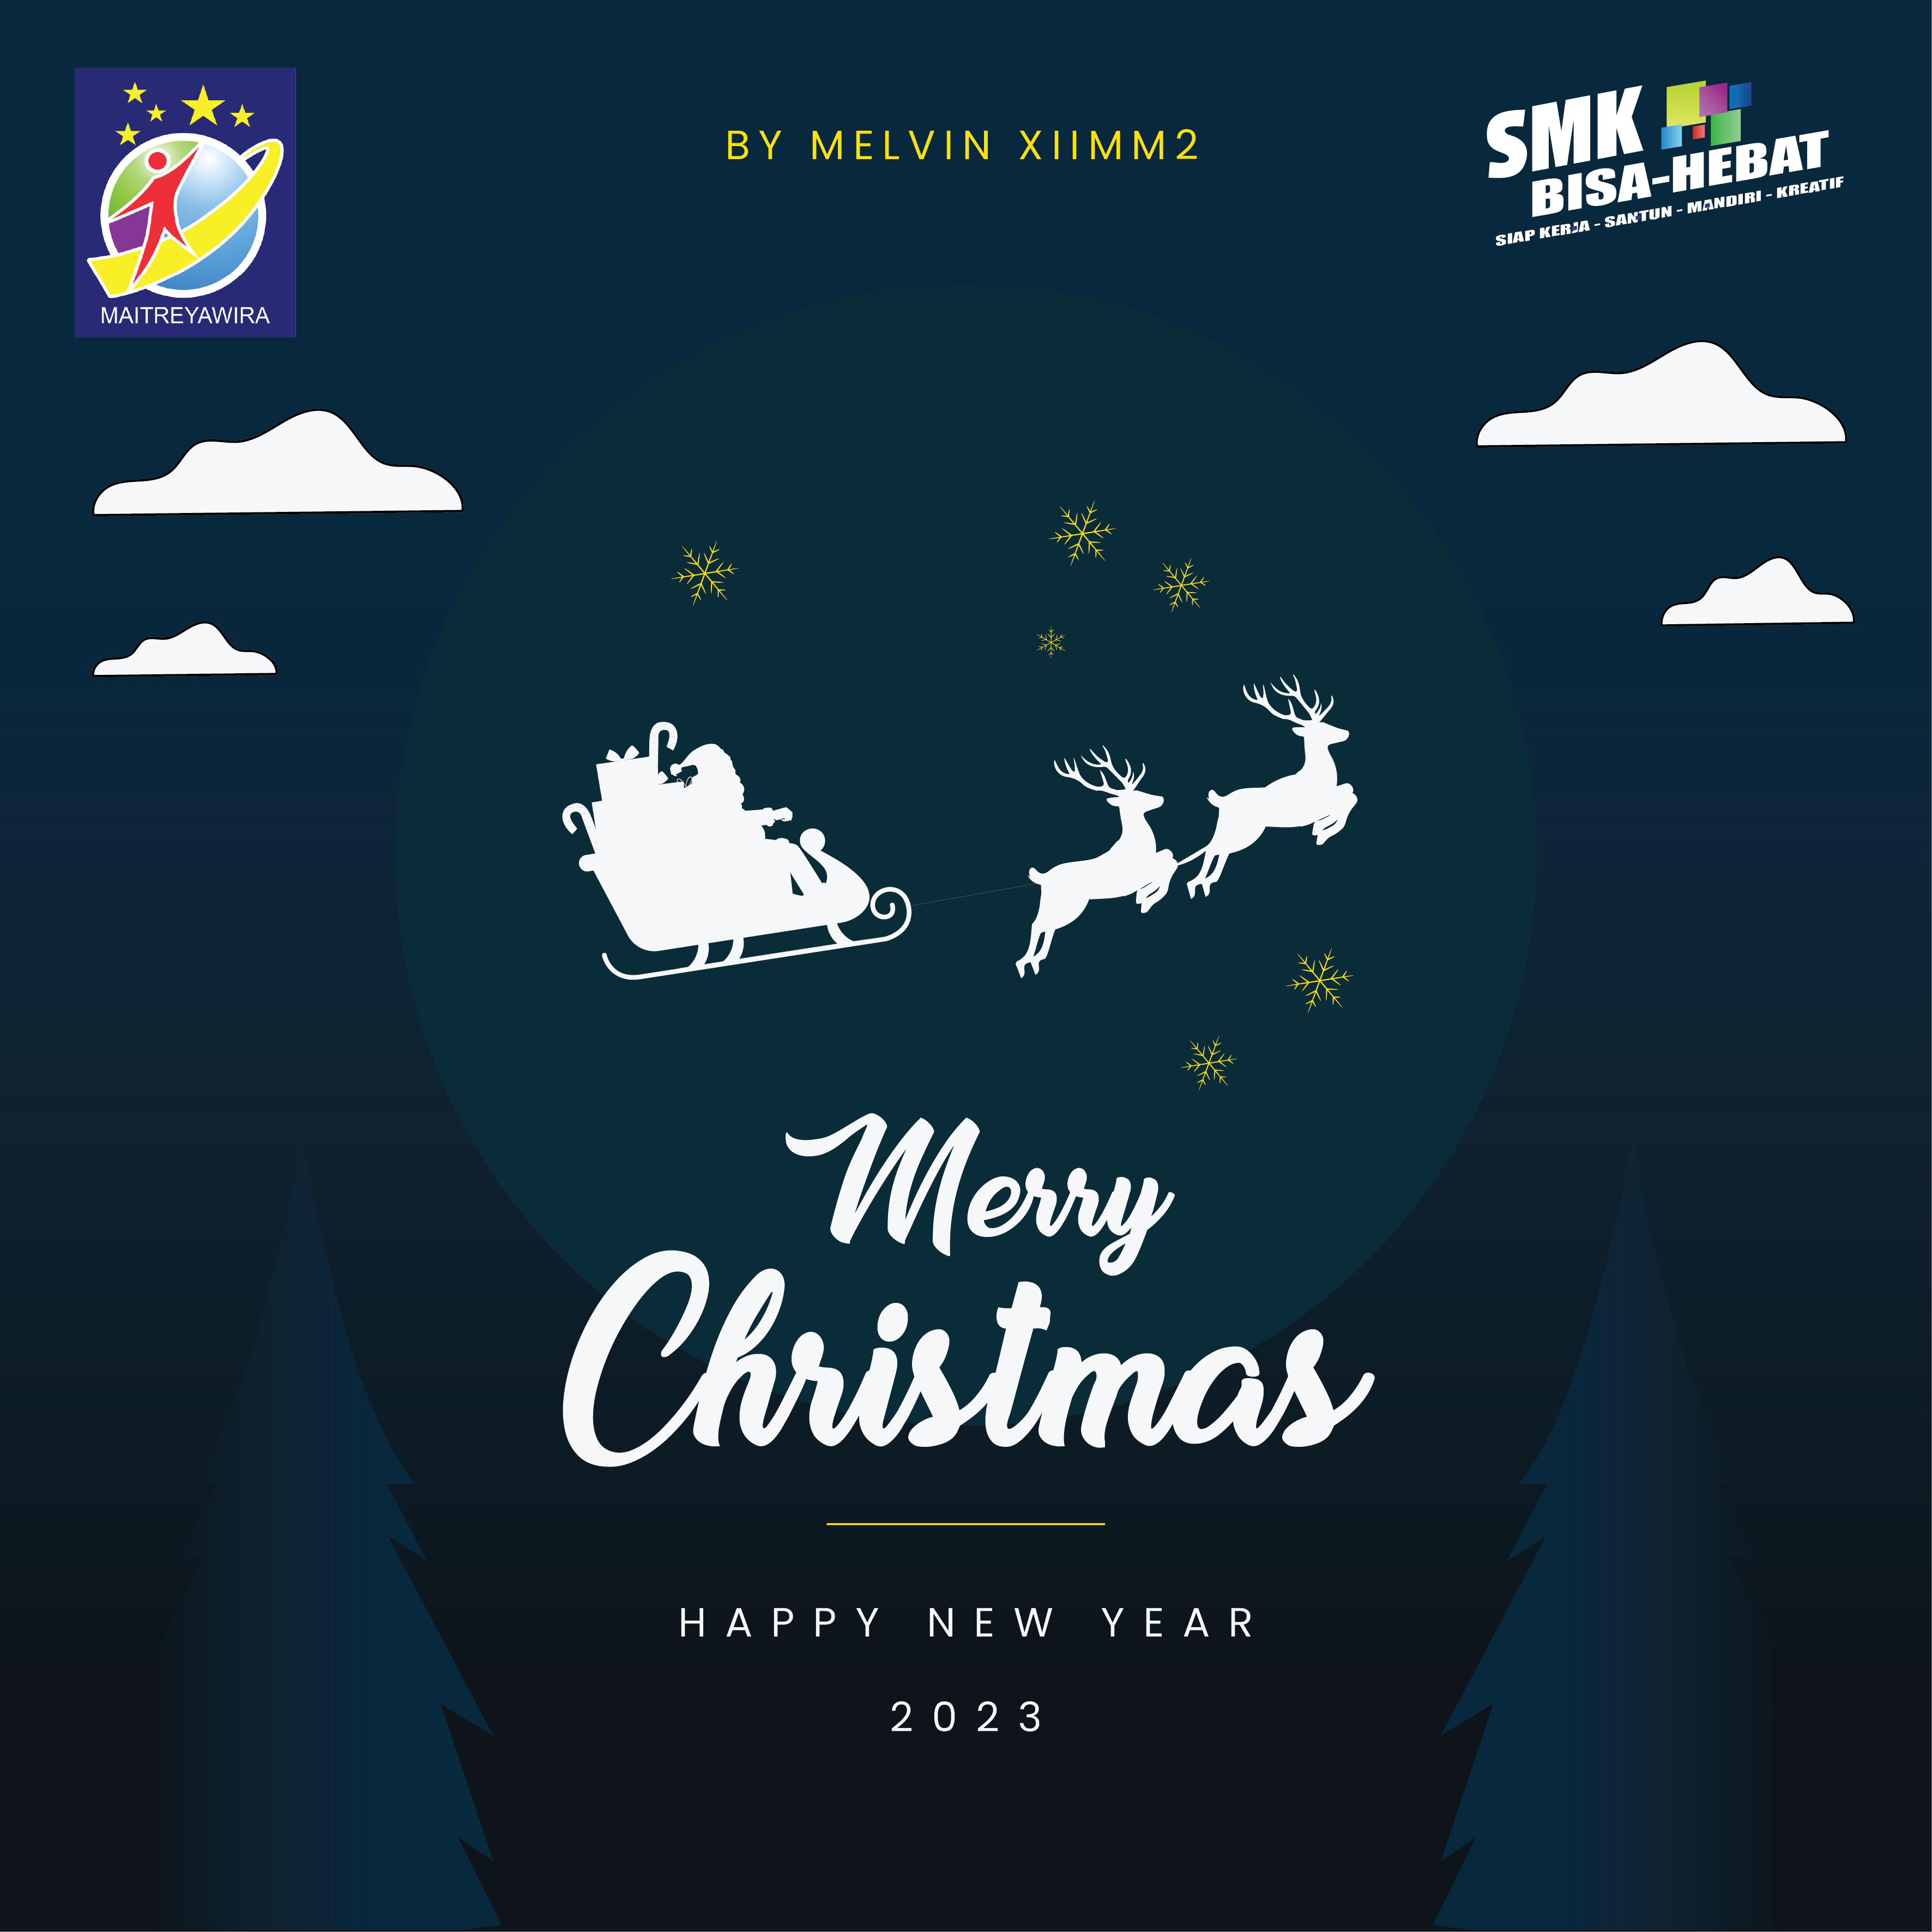 BY MELVIN XIIMM2
MAITREYAWIRA
SMK
BISA-HEBAT
SIAP KERJA - SANTUN - MANDIRI - KREATIF
Merry
Christmas
HAPPY NEW YEAR
2023